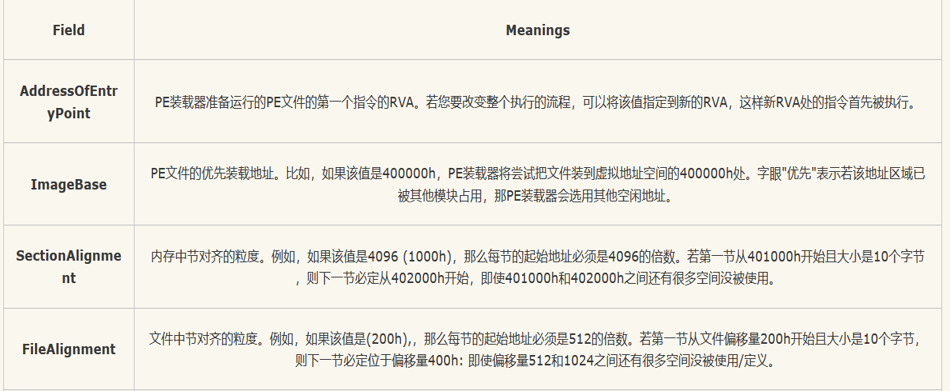 Field
Meanings
AddressOfEntr
yPoint
PE装载器准备运行的PE文件的第一个指令的RVA。若您要改变整个执行的流程，可以将该值指定到新的RVA，这样新RVA处的指令首先被执行。
ImageBase
PE文件的优先装载地址。比如，如果该值是400000h，PE装载器将尝试把文件装到虚拟地址空间的400000h处。字眼"优先"表示若该地址区域已
被其他模块占用，那PE装载器会选用其他空闲地址。
SectionAlignme
nt
内存中节对齐的粒度。例如，如果该值是4096 (1000h)，那么每节的起始地址必须是4096的倍数。若第一节从401000h开始且大小是10个字节
，则下一节必定从402000h开始，即使401000h和402000h之间还有很多空间没被使用。
FileAlignment
文件中节对齐的粒度。例如，如果该值是(200h),，那么每节的起始地址必须是512的倍数。若第一节从文件偏移量200h开始且大小是10个字节，
则下一节必定位于偏移量400h: 即使偏移量512和1024之间还有很多空间没被使用/定义。